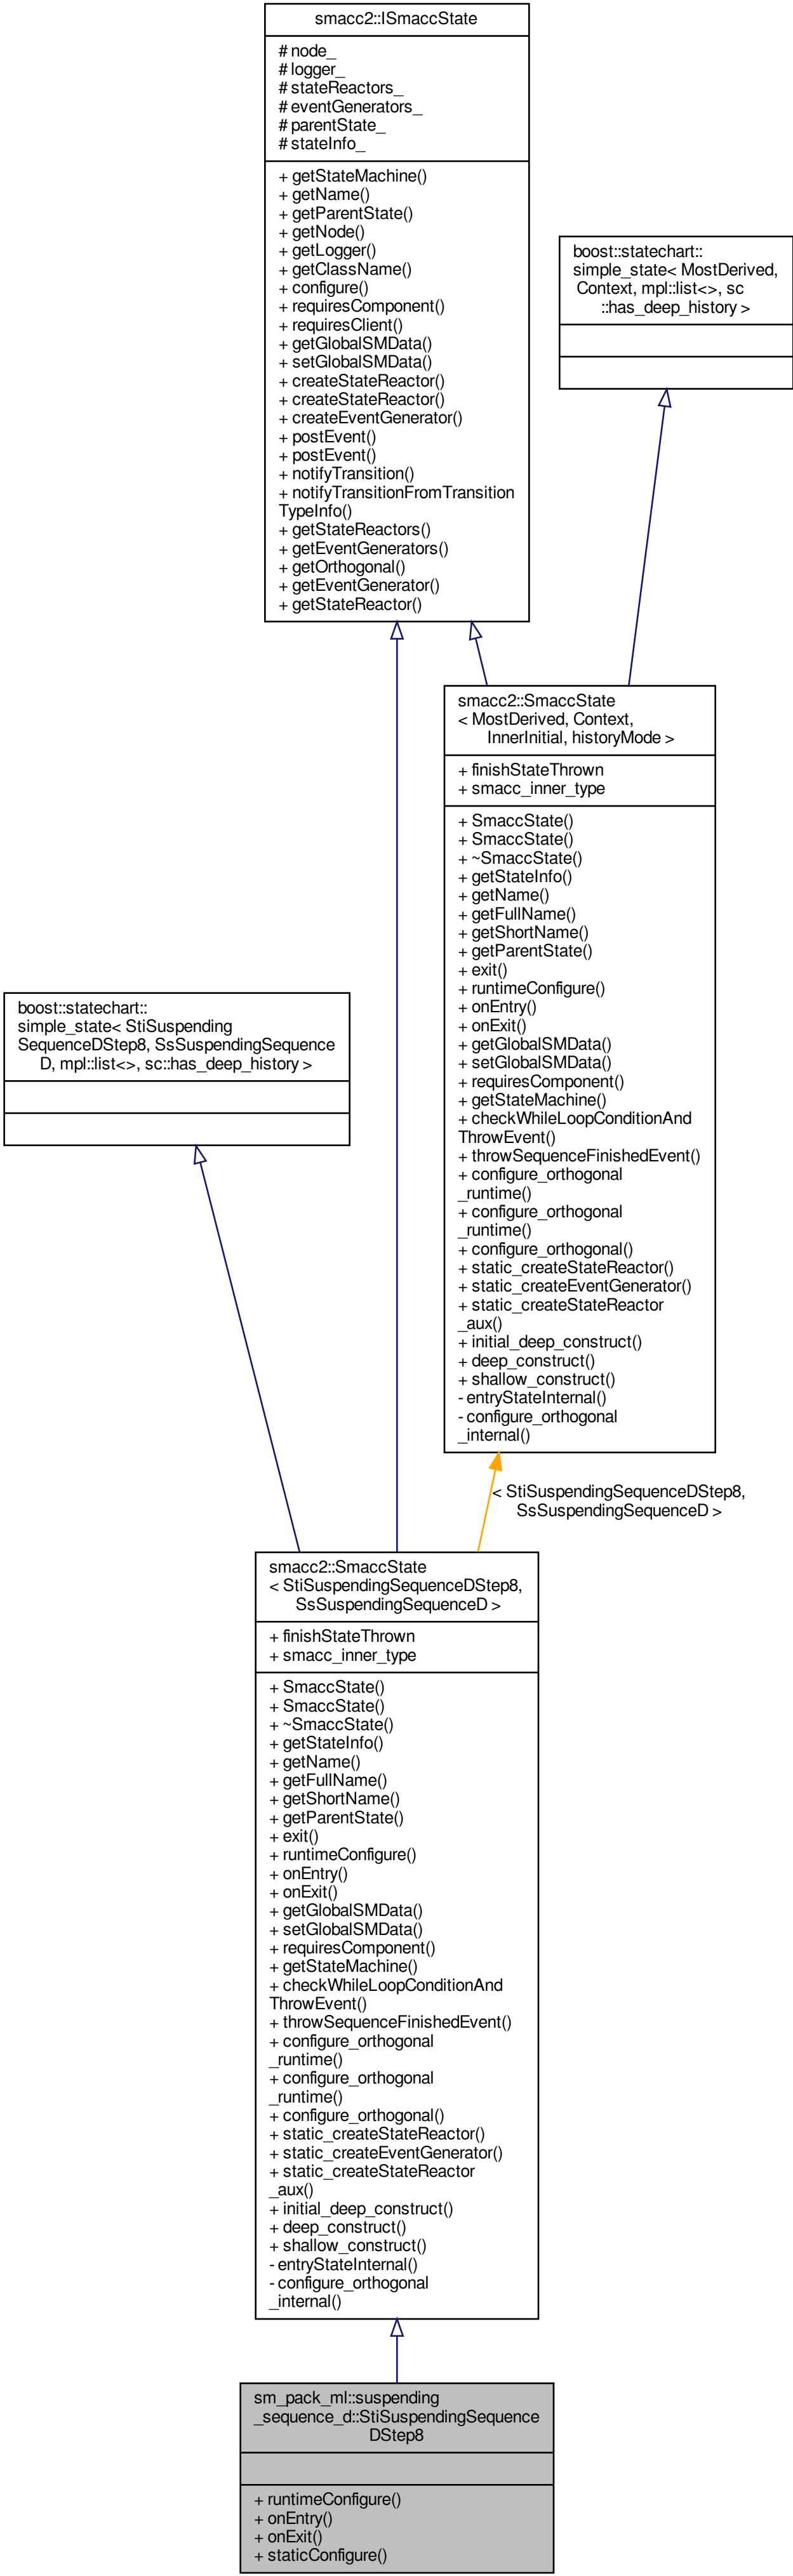 smacc2::ISmaccState
# node_
# logger_
# stateReactors_
# eventGenerators_
# parentState_
# stateInfo_
+ getStateMachine()
+ getName()
+ getParentState()
+ getNode()
+ getLogger()
+ getClassName()
+ configure()
+ requiresComponent()
+ requiresClient()
+ getGlobalSMData()
+ setGlobalSMData()
+ createStateReactor()
+ createStateReactor()
+ createEventGenerator()
+ postEvent()
+ postEvent()
+ notifyTransition()
+ notifyTransitionFromTransition
TypeInfo()
+ getStateReactors()
+ getEventGenerators()
+ getOrthogonal()
+ getEventGenerator()
+ getStateReactor()
boost::statechart::
simple_state< MostDerived,
Context, mpl::list<>, sc
::has_deep_history >
smacc2::SmaccState
< MostDerived, Context,
InnerInitial, historyMode >
+ finishStateThrown
+ smacc_inner_type
+ SmaccState()
+ SmaccState()
+ ~SmaccState()
+ getStateInfo()
+ getName()
+ getFullName()
+ getShortName()
+ getParentState()
+ exit()
+ runtimeConfigure()
+ onEntry()
+ onExit()
+ getGlobalSMData()
+ setGlobalSMData()
+ requiresComponent()
+ getStateMachine()
+ checkWhileLoopConditionAnd
ThrowEvent()
+ throwSequenceFinishedEvent()
+ configure_orthogonal
_runtime()
+ configure_orthogonal
_runtime()
+ configure_orthogonal()
+ static_createStateReactor()
+ static_createEventGenerator()
+ static_createStateReactor
_aux()
+ initial_deep_construct()
+ deep_construct()
+ shallow_construct()
- entryStateInternal()
- configure_orthogonal
_internal()
boost::statechart::
simple_state< StiSuspending
SequenceDStep8, SsSuspendingSequence
D, mpl::list<>, sc::has_deep_history >
< StiSuspendingSequenceDStep8,
SsSuspendingSequenceD >
smacc2::SmaccState
< StiSuspendingSequenceDStep8,
SsSuspendingSequenceD >
+ finishStateThrown
+ smacc_inner_type
+ SmaccState()
+ SmaccState()
+ ~SmaccState()
+ getStateInfo()
+ getName()
+ getFullName()
+ getShortName()
+ getParentState()
+ exit()
+ runtimeConfigure()
+ onEntry()
+ onExit()
+ getGlobalSMData()
+ setGlobalSMData()
+ requiresComponent()
+ getStateMachine()
+ checkWhileLoopConditionAnd
ThrowEvent()
+ throwSequenceFinishedEvent()
+ configure_orthogonal
_runtime()
+ configure_orthogonal
_runtime()
+ configure_orthogonal()
+ static_createStateReactor()
+ static_createEventGenerator()
+ static_createStateReactor
_aux()
+ initial_deep_construct()
+ deep_construct()
+ shallow_construct()
- entryStateInternal()
- configure_orthogonal
_internal()
sm_pack_ml::suspending
_sequence_d::StiSuspendingSequence
DStep8
+ runtimeConfigure()
+ onEntry()
+ onExit()
+ staticConfigure()